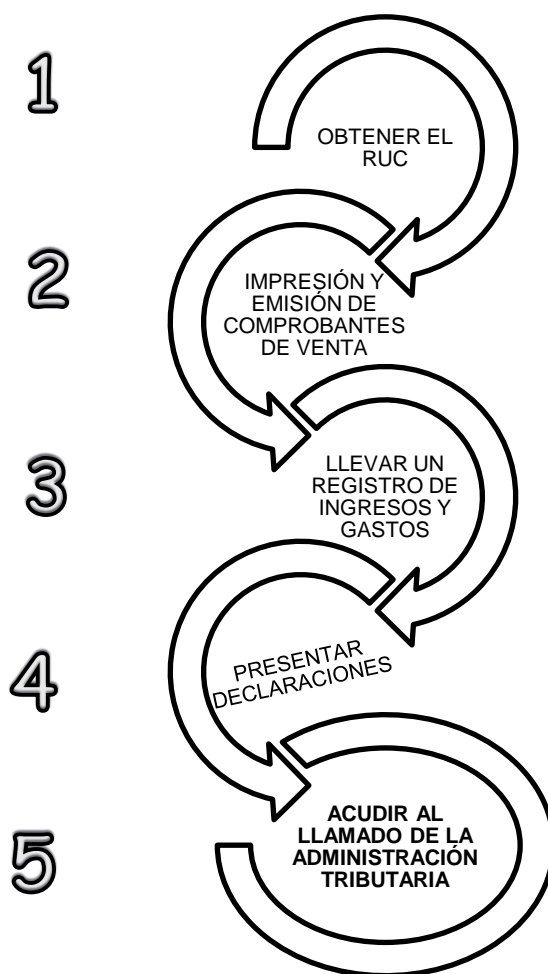 1
OBTENER EL
RUC
2
IMPRESIÓN Y
EMISIÓN DE
COMPROBANTES
DE VENTA
3
LLEVAR UN
REGISTRO DE
INGRESOS Y
GASTOS
4
PRESENTAR
DECLARACIONES
5
ACUDIR AL
LLAMADO DE LA
ADMINISTRACIÓN
TRIBUTARIA